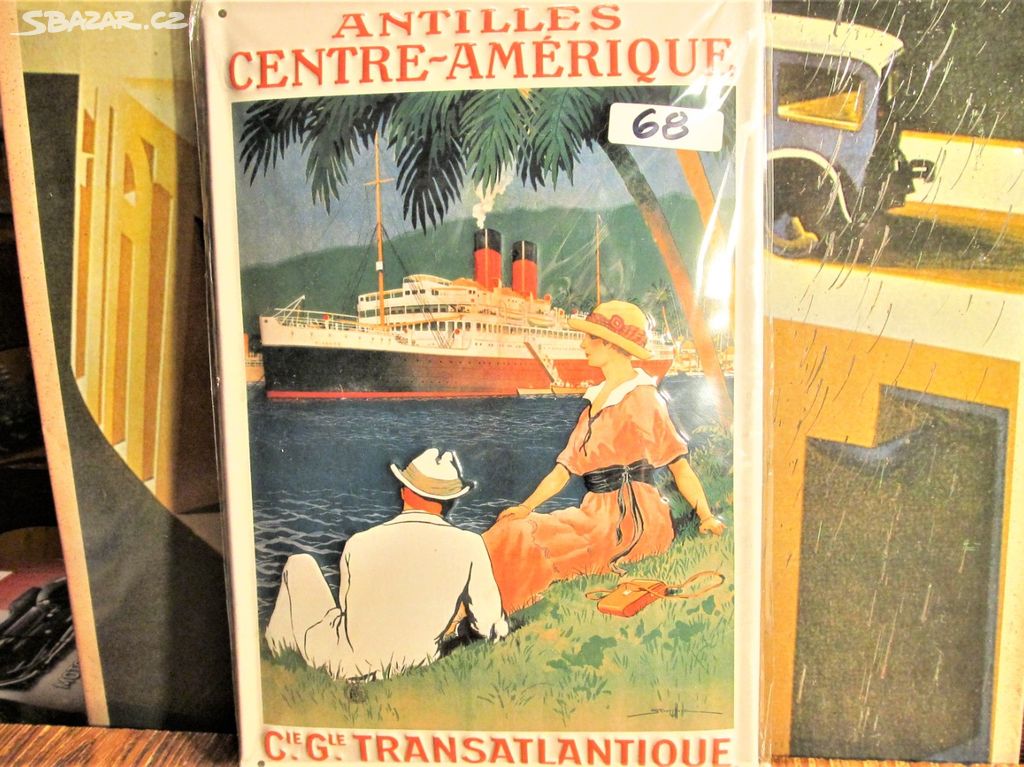 SBAZAR.CZ
ANTILLES
CENTRE-AMÉRIQUE
68
CIE GLE TRANSATLANTIQUE